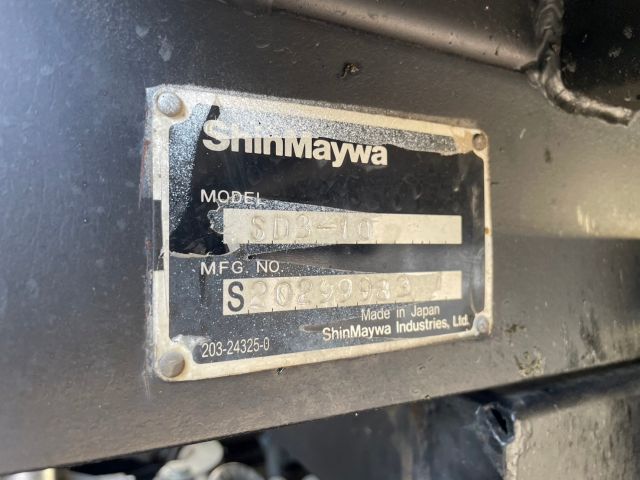 ShinMaywa
MODEL
SD3-10
MFG NO.
Made in Japan
ShinMaywa Industries, Ltd.
203-24325-0